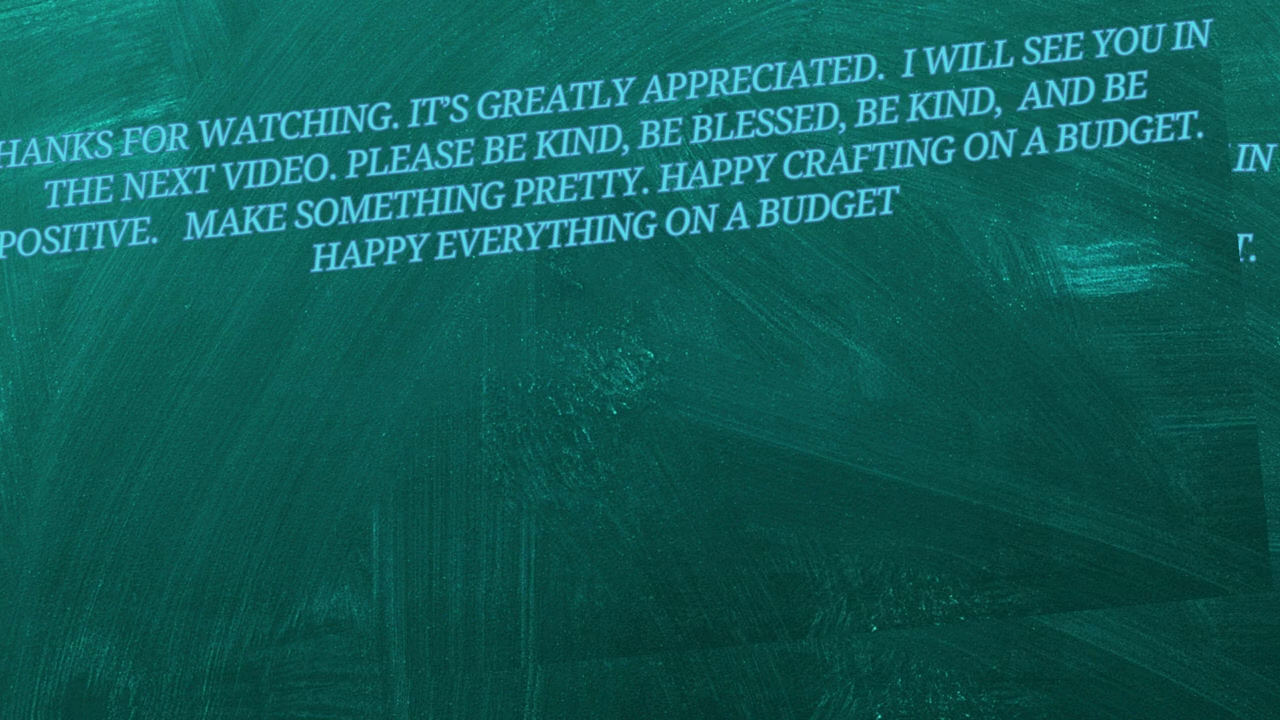 HANKS FOR WATCHING. IT'S GREATLY APPRECIATED. I WILL SEE YOU IN
THE NEXT VIDEO. PLEASE BE KIND, BE BLESSED, BE KIND, AND BE
POSITIVE. MAKE SOMETHING PRETTY. HAPPY CRAFTING ON A BUDGET.
HAPPY EVERYTHING ON A BUDGET
IN
T.